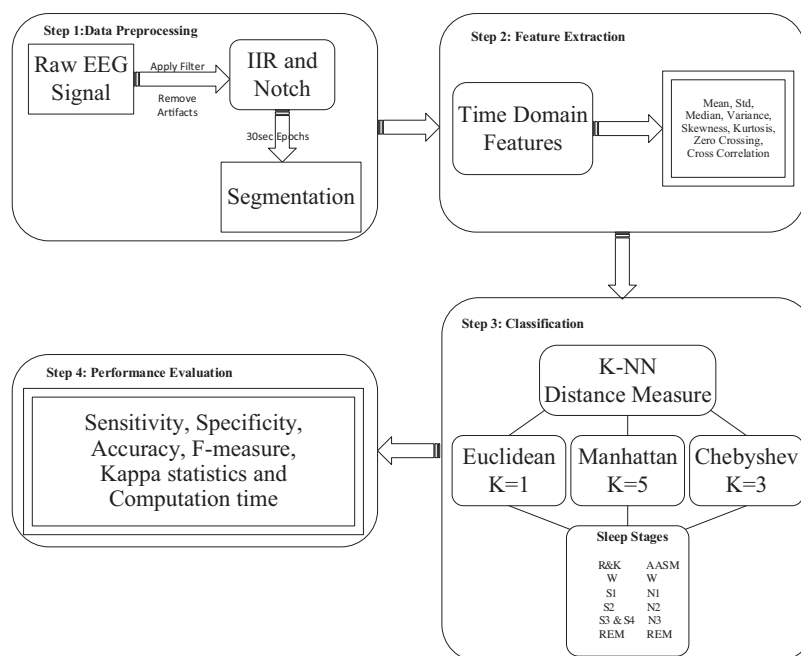 Step 1:Data Preprocessing
Raw EEG
Signal
Apply Filter
Remove
Artifacts
IIR and
Notch
30sec Epochs
Segmentation
Step 2: Feature Extraction
Time Domain
Features
Mean, Std,
Median, Variance,
Skewness, Kurtosis,
Zero Crossing,
Cross Correlation
Step 3: Classification
K-NN
Distance Measure
Euclidean
K=1
Manhattan
K=5
Chebyshev
K=3
Sleep Stages
R&K AASM
W W
S1 N1
S2 N2
S3 & S4 N3
REM REM
Step 4: Performance Evaluation
Sensitivity, Specificity,
Accuracy, F-measure,
Kappa statistics and
Computation time